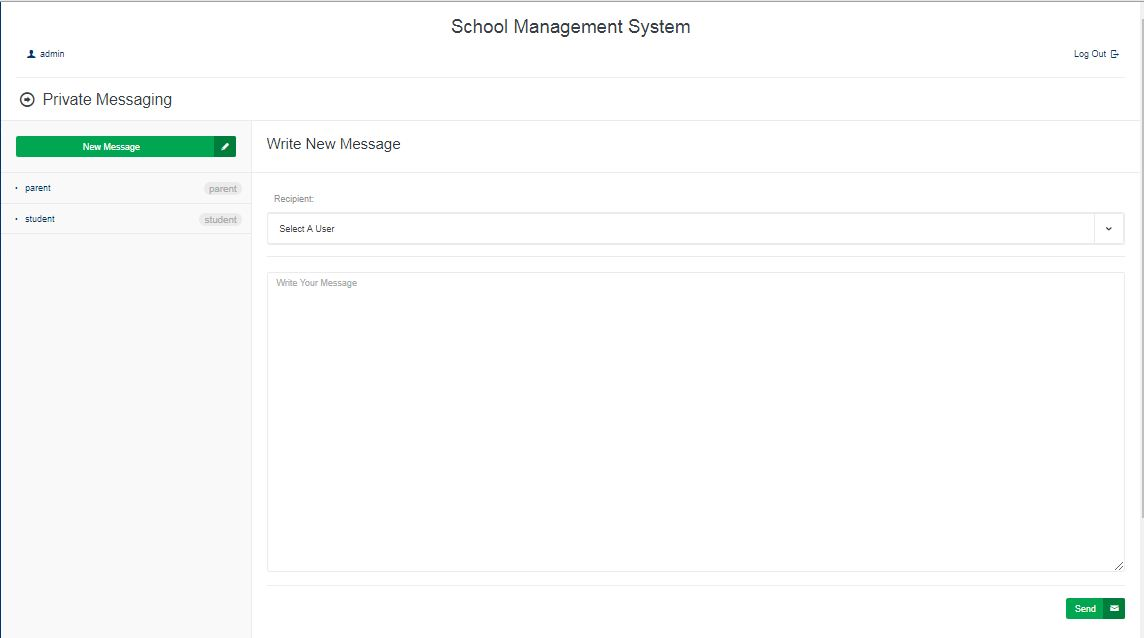 School Management System
admin
Log Out
Private Messaging
New Message
Write New Message
parent parent
student student
Recipient:
Select A User
Write Your Message
Send